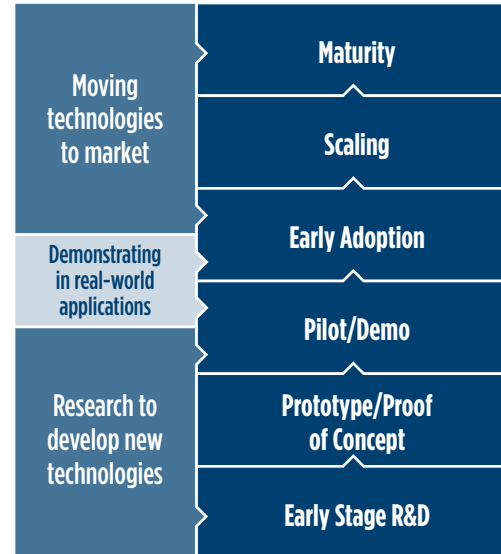 Moving
technologies
to market
Demonstrating
in real-world
applications
Research to
develop new
technologies
Maturity
Scaling
Early Adoption
Pilot/Demo
Prototype/Proof
of Concept
Early Stage R&D